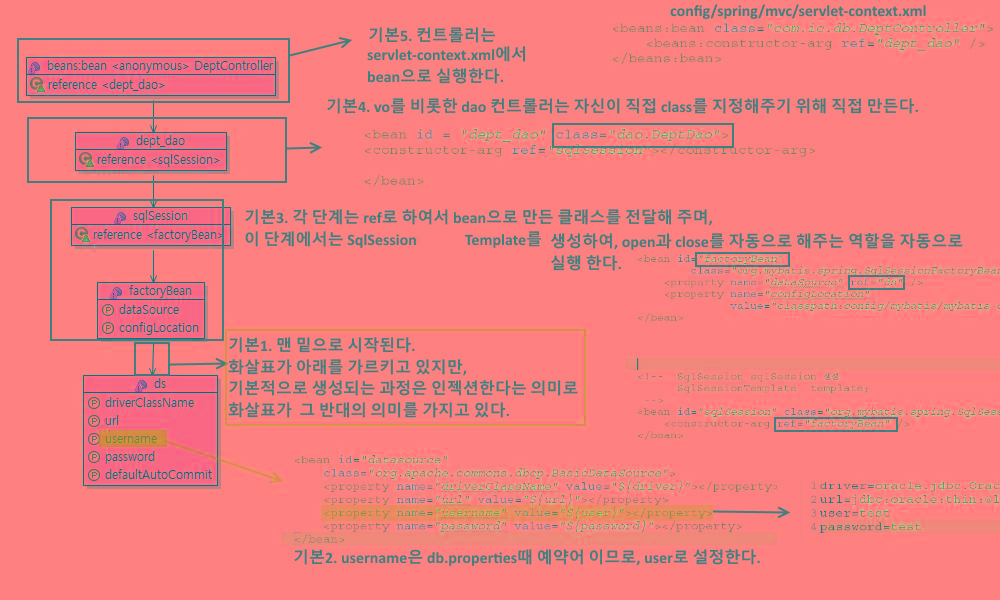 config/spring/mvc/servlet-context.xml
<beans:bean class="com.ic.db.DeptController">
<beans:constructor-arg ref="dept_dao" />
</beans:bean>
기본5. 컨트롤러는
servlet-context.xml에서
bean으로 실행한다.
beans:bean <anonymous> DeptController
reference <dept_dao>
기본4. vo를 비롯한 dao 컨트롤러는 자신이 직접 class를 지정해주기 위해 직접 만든다.
<bean id = "dept_dao" class="dao.DeptDao">
<constructor-arg ref="sqlSession"></constructor-arg>
</bean>
dept_dao
reference <sqlSession>
sqlSession
reference <factoryBean>
기본3. 각 단계는 ref로 하여서 bean으로 만든 클래스를 전달해 주며,
이 단계에서는 SqlSession Template를 생성하여, open과 close를 자동으로 해주는 역할을 자동으로
실행 한다.
<bean id="factoryBean"
class="org.mybatis.spring.SqlSessionFactoryBean
<property name="dataSource" ref="ds" />
<property name="configLocation"
value="classpath:config/mybatis/mybatis-
</bean>
factoryBean
dataSource
configLocation
기본1. 맨 밑으로 시작된다.
화살표가 아래를 가르키고 있지만,
기본적으로 생성되는 과정은 인젝션한다는 의미로
화살표가 그 반대의 의미를 가지고 있다.
<!-- SqlSession sqlSession
SqlSessionTemplate template;
-->
<bean id="sqlSession" class="org.mybatis.spring.SqlSes
<constructor-arg ref="factoryBean" />
</bean>
ds
driverClassName
url
username
password
defaultAutoCommit
<bean id="datasource"
class="org.apache.commons.dbcp.BasicDataSource">
<property name="driverClassName" value="${driver}"></property>
<property name="url" value="${url}"></property>
<property name="username" value="${user}"></property>
<property name="password" value="${password}"></property>
</bean>
1 driver=oracle.jdbc.Orac
2 url=jdbc:oracle:thin:@l
3 user=test
4 password=test
기본2. username은 db.properties때 예약어 이므로, user로 설정한다.